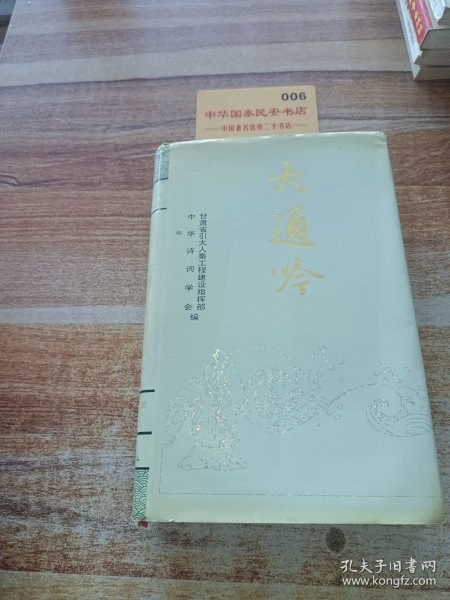 006
中华国泰民安书店
——中国著名优质二手书店——
大通吟
甘肃省引大入秦工程建设指挥部
中华诗词学会编
孔夫子旧书网
www.kongfz.com